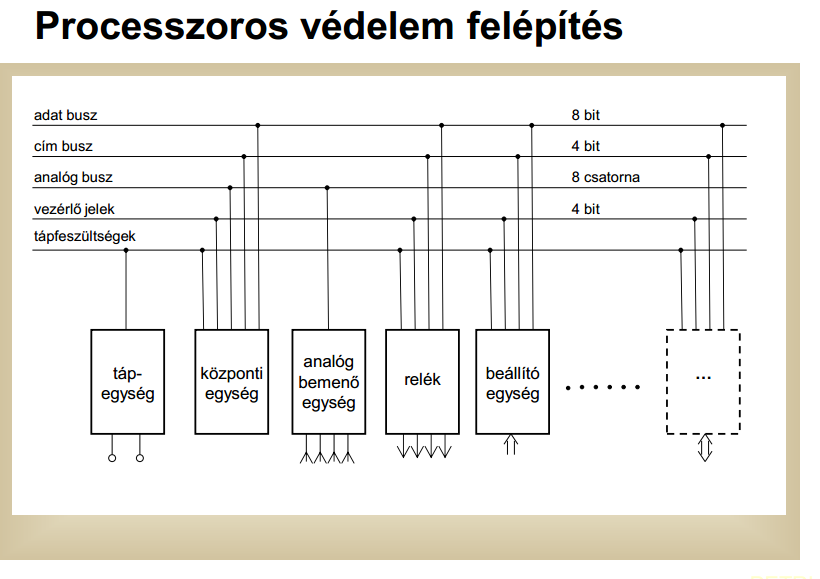 Processzoros védelem felépítés
adat busz 8 bit
cím busz 4 bit
analóg busz 8 csatorna
vezérlő jelek 4 bit
tápfeszültségek
táp-
egység
központi
egység
analóg
bemenő
egység
relék
beállító
egység
......
...